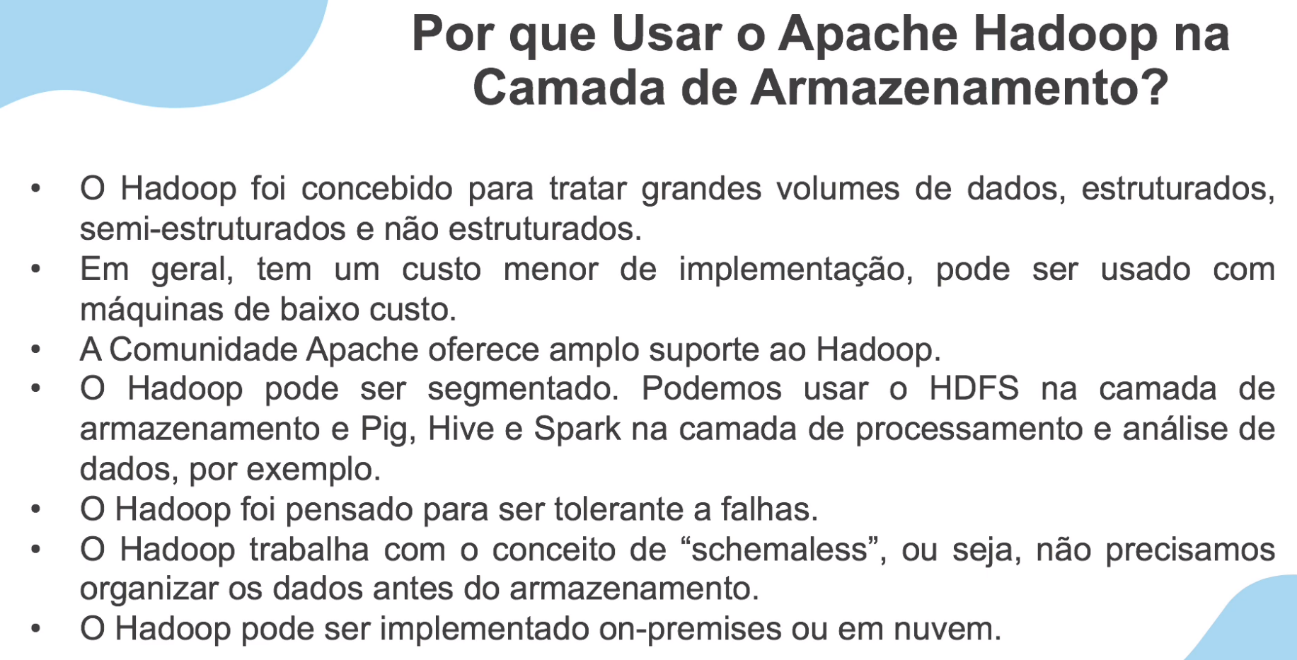 Por que Usar o Apache Hadoop na
Camada de Armazenamento?
• O Hadoop foi concebido para tratar grandes volumes de dados, estruturados,
semi-estruturados e não estruturados.
• Em geral, tem um custo menor de implementação, pode ser usado com
máquinas de baixo custo.
• A Comunidade Apache oferece amplo suporte ao Hadoop.
• O Hadoop pode ser segmentado. Podemos usar o HDFS na camada de
armazenamento e Pig, Hive e Spark na camada de processamento e análise de
dados, por exemplo.
• O Hadoop foi pensado para ser tolerante a falhas.
• O Hadoop trabalha com o conceito de “schemaless”, ou seja, não precisamos
organizar os dados antes do armazenamento.
• O Hadoop pode ser implementado on-premises ou em nuvem.